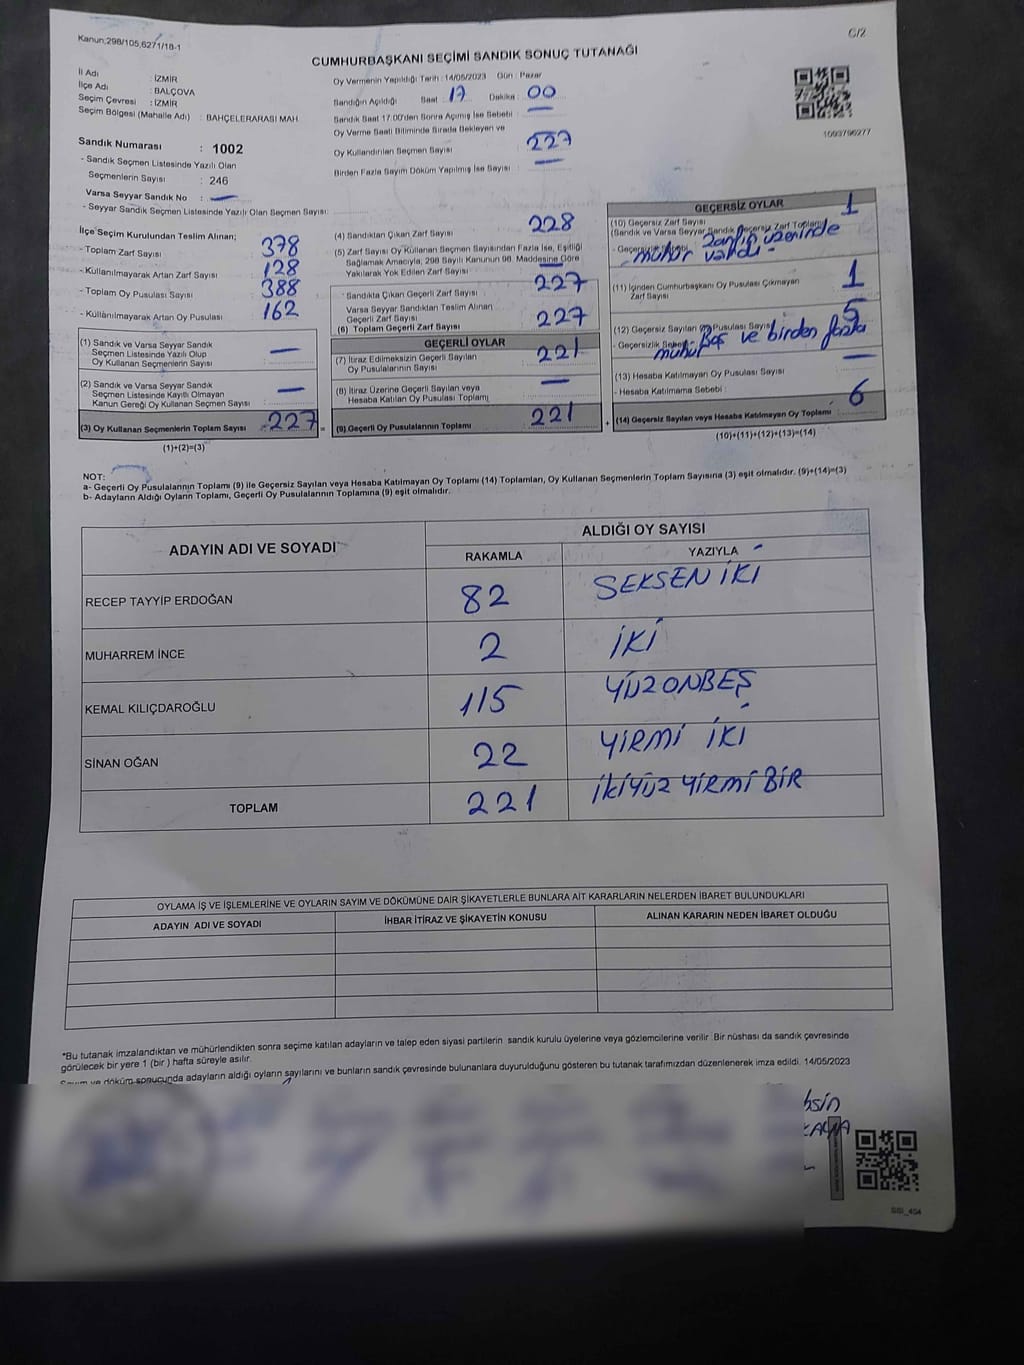 Kanun:298/105,6271/18-1
C/2
CUMHURBAŞKANI SEÇİMİ SANDIK SONUÇ TUTANAĞI
İl Adı : İZMİR
İlçe Adı : BALÇOVA
Seçim Çevresi : İZMİR
Seçim Bölgesi (Mahalle Adı) : BAHÇELERARASI MAH
Sandık Numarası : 1002
- Sandık Seçmen Listesinde Yazılı Olan
Seçmenlerin Sayısı : 246
Varsa Seyyar Sandık No : —
- Seyyar Sandık Seçmen Listesinde Yazılı Olan Seçmen Sayısı:
Oy Vermenin Yapıldığı Tarih : 14/05/2023 Gün : Pazar
Sandığın Açıldığı Saat : 17 Dakika : 00
Sandık Saat 17:00'den Sonra Açımış İse Sebebi : —
Oy Verme Saati Bitiminde Sırada Bekleyen ve
Oy Kullandırılan Seçmen Sayısı 227
Birden Fazla Sayım Döküm Yapılmış İse Sayısı : —
1093796277
İlçe Seçim Kurulundan Teslim Alınan;
- Toplam Zarf Sayısı 378
- Kullanılmayarak Artan Zarf Sayısı 128
- Toplam Oy Pusulası Sayısı 388
- Kullanılmayarak Artan Oy Pusulası 162
(1) Sandık ve Varsa Seyyar Sandık
Seçmen Listesinde Yazılı Olup
Oy Kullanan Seçmenlerin Sayısı —
(2) Sandık ve Varsa Seyyar Sandık
Seçmen Listesinde Kayıtlı Olmayan
Kanun Gereği Oy Kullanan Seçmen Sayısı —
(3) Oy Kullanan Seçmenlerin Toplam Sayısı 227 =
(1)+(2)=(3)
(4) Sandıktan Çıkan Zarf Sayısı 228
(5) Zarf Sayısı Oy Kullanan Seçmen Sayısından Fazla İse, Eşitliği
Sağlamak Amacıyla, 298 Sayılı Kanunun 98. Maddesine Göre
Yakılarak Yok Edilen Zarf Sayısı —
Sandıkta Çıkan Geçerli Zarf Sayısı 227
Varsa Seyyar Sandıktan Teslim Alınan
Geçerli Zarf Sayısı
(6) Toplam Geçerli Zarf Sayısı 227
GEÇERLİ OYLAR
(7) İtiraz Edilmeksizin Geçerli Sayılan
Oy Pusulalarının Sayısı 221
(8) İtiraz Üzerine Geçerli Sayılan veya
Hesaba Katılan Oy Pusulası Toplamı —
(9) Geçerli Oy Pusulalarının Toplamı 221 +
GEÇERSİZ OYLAR
(10) Geçersiz Zarf Sayısı 1
(Sandık ve Varsa Seyyar Sandık Geçersiz Zarf Toplamı)
- Geçersizlik Sebebi zarfın üzerinde
mühür vardı -
(11) İçinden Cumhurbaşkanı Oy Pusulası Çıkmayan
Zarf Sayısı 1
(12) Geçersiz Sayılan Oy Pusulası Sayısı 5
- Geçersizlik Sebebi Boş ve birden fazla
mühür
(13) Hesaba Katılmayan Oy Pusulası Sayısı —
- Hesaba Katılmama Sebebi :
(14) Geçersiz Sayılan veya Hesaba Katılmayan Oy Toplamı 6
(10)+(11)+(12)+(13)=(14)
NOT:
a- Geçerli Oy Pusulalarının Toplamı (9) ile Geçersiz Sayılan veya Hesaba Katılmayan Oy Toplamı (14) Toplamları, Oy Kullanan Seçmenlerin Toplam Sayısına (3) eşit olmalıdır. (9)+(14)=(3)
b- Adayların Aldığı Oyların Toplamı, Geçerli Oy Pusulalarının Toplamına (9) eşit olmalıdır.
ADAYIN ADI VE SOYADI
ALDIĞI OY SAYISI
RAKAMLA YAZIYLA
RECEP TAYYİP ERDOĞAN 82 SEKSEN İKİ
MUHARREM İNCE 2 İKİ
KEMAL KILIÇDAROĞLU 115 YÜZONBEŞ
SİNAN OĞAN 22 YİRMİ İKİ
TOPLAM 221 İKİYÜZ YİRMİ BİR
OYLAMA İŞ VE İŞLEMLERİNE VE OYLARIN SAYIM VE DÖKÜMÜNE DAİR ŞİKAYETLERLE BUNLARA AİT KARARLARIN NELERDEN İBARET BULUNDUKLARI
ADAYIN ADI VE SOYADI İHBAR İTİRAZ VE ŞİKAYETİN KONUSU ALINAN KARARIN NEDEN İBARET OLDUĞU
*Bu tutanak imzalandıktan ve mühürlendikten sonra seçime katılan adayların ve talep eden siyasi partilerin sandık kurulu üyelerine veya gözlemcilerine verilir. Bir nüshası da sandık çevresinde
görülecek bir yere 1 (bir) hafta süreyle asılır.
Sayım ve döküm sonucunda adayların aldığı oyların sayılarını ve bunların sandık çevresinde bulunanlara duyurulduğunu gösteren bu tutanak tarafımızdan düzenlenerek imza edildi. 14/05/2023
SSI_404